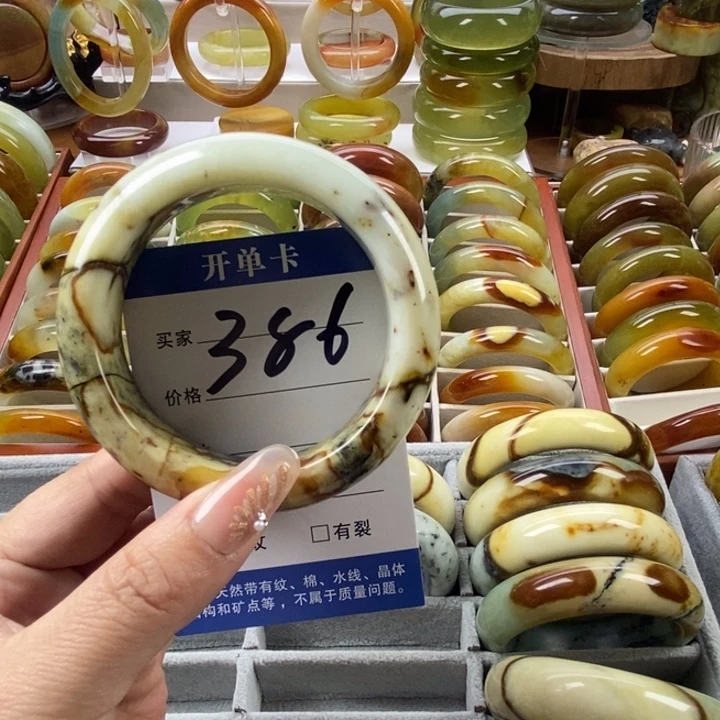 开单卡
买家
386
价格
纹
□有裂
然带有纹、棉、水线、晶体
构和矿点等，不属于质量问题。